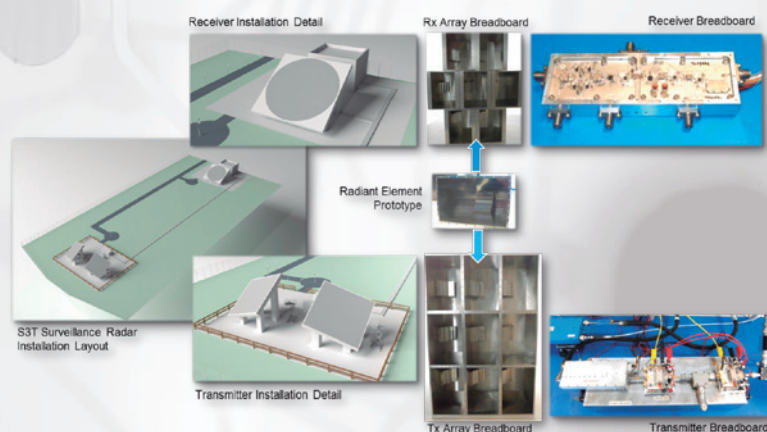 Receiver Installation Detail
Rx Array Breadboard
Receiver Breadboard
Radiant Element
Prototype
S3T Surveillance Radar
Installation Layout
Transmitter Installation Detail
Tx Array Breadboard
Transmitter Breadboard